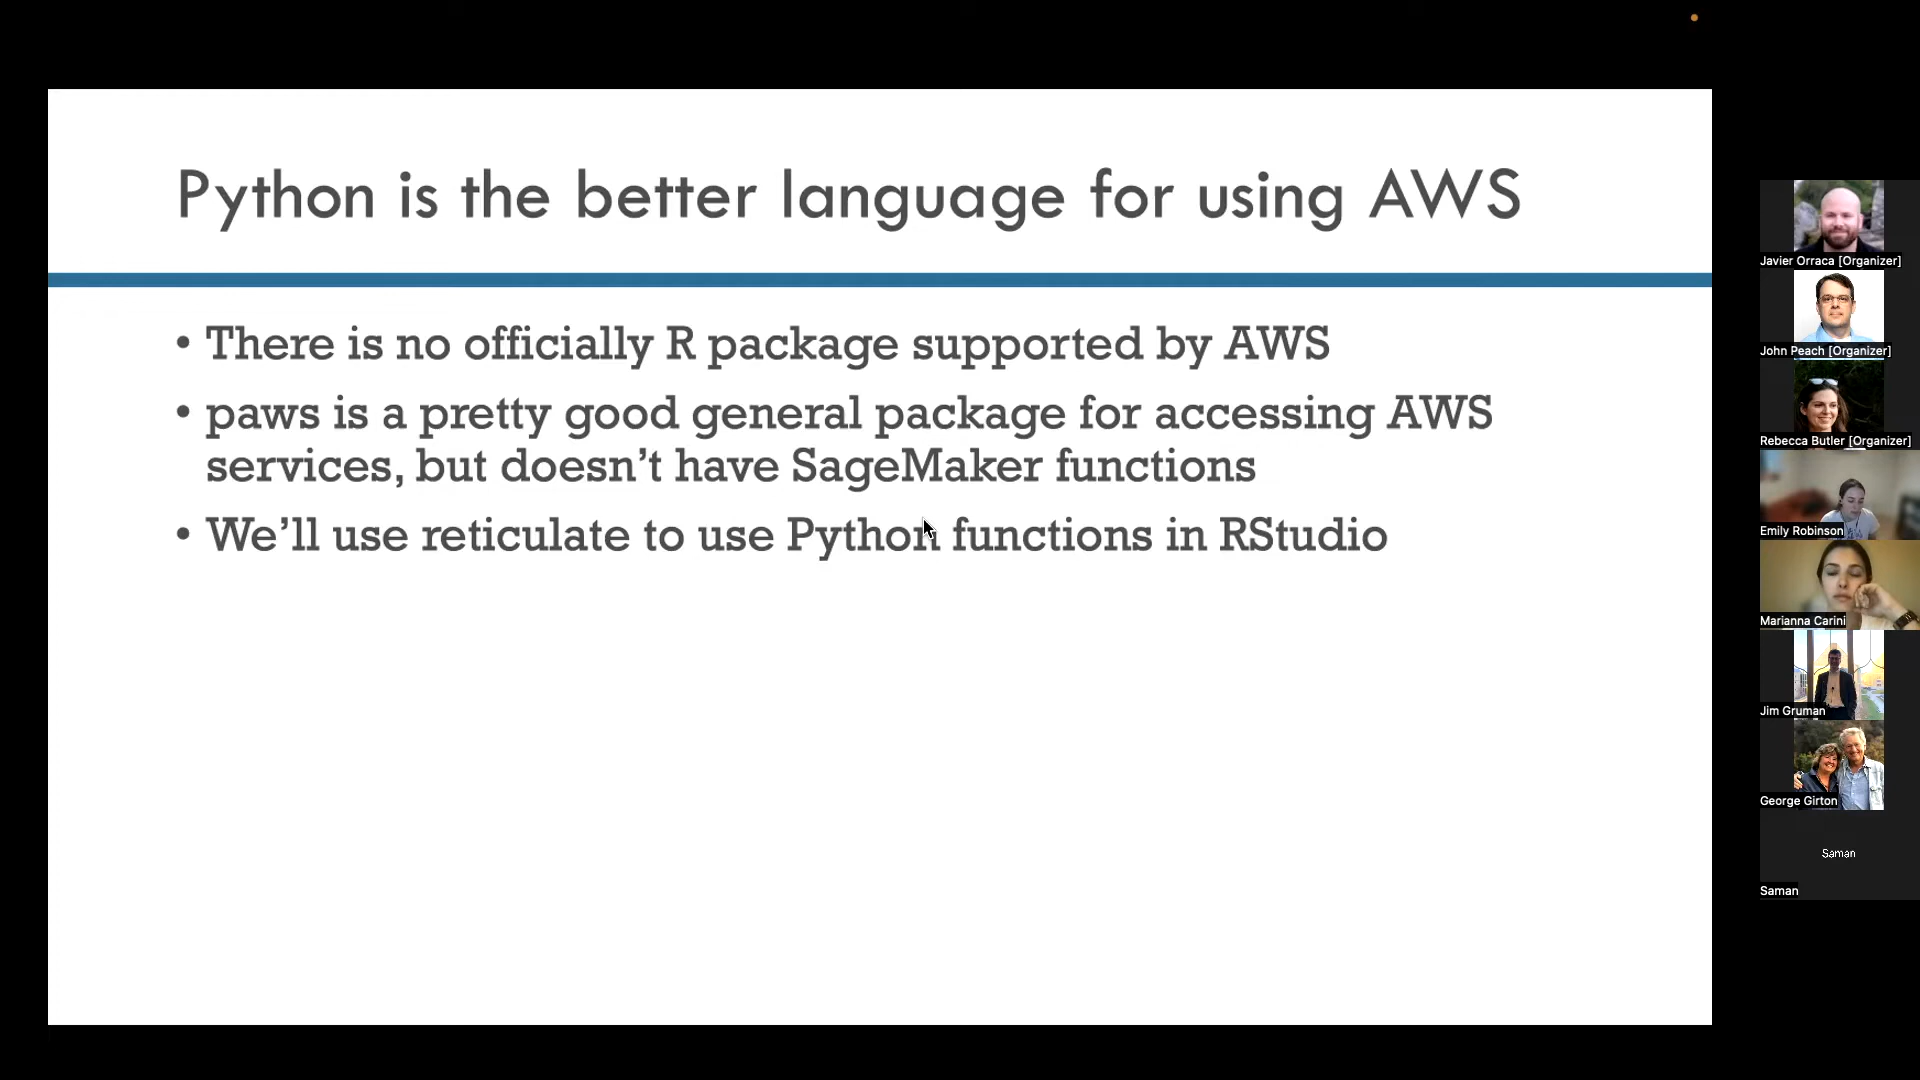 Python is the better language for using AWS
• There is no officially R package supported by AWS
• paws is a pretty good general package for accessing AWS
services, but doesn’t have SageMaker functions
• We’ll use reticulate to use Python functions in RStudio
Javier Orraca [Organizer]
John Peach [Organizer]
Rebecca Butler [Organizer]
Emily Robinson
Marianna Carini
Jim Gruman
George Girton
Saman
Saman